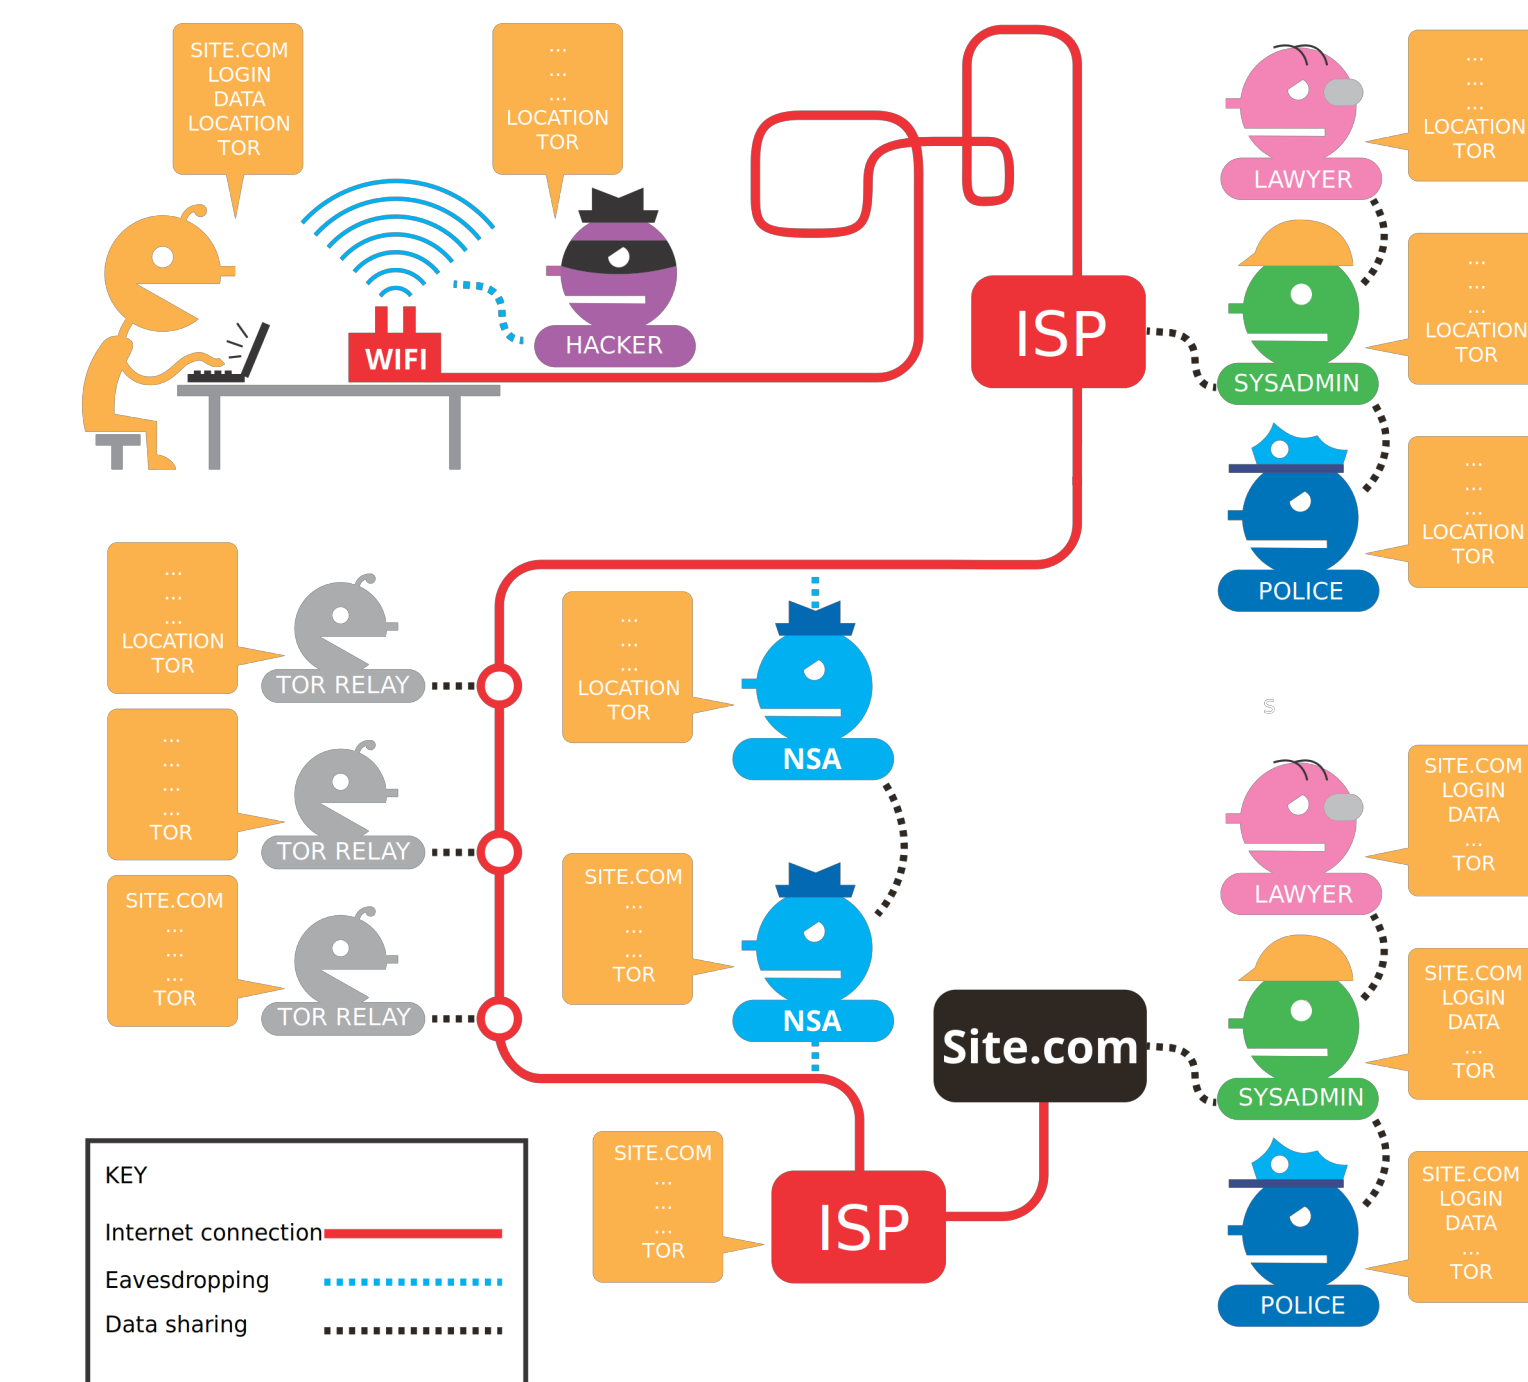 SITE.COM
LOGIN
DATA
LOCATION
TOR
...
...
...
LOCATION
TOR
WIFI
HACKER
ISP
...
...
...
LOCATION
TOR
LAWYER
...
...
...
LOCATION
TOR
SYSADMIN
...
...
...
LOCATION
TOR
POLICE
...
...
...
LOCATION
TOR
TOR RELAY
...
...
...
LOCATION
TOR
NSA
...
...
...
...
TOR
TOR RELAY
SITE.COM
...
...
...
TOR
TOR RELAY
SITE.COM
...
...
...
TOR
NSA
S
SITE.COM
LOGIN
DATA
...
TOR
LAWYER
Site.com
SITE.COM
LOGIN
DATA
...
TOR
SYSADMIN
SITE.COM
LOGIN
DATA
...
TOR
POLICE
SITE.COM
...
...
...
TOR
ISP
KEY
Internet connection
Eavesdropping
Data sharing